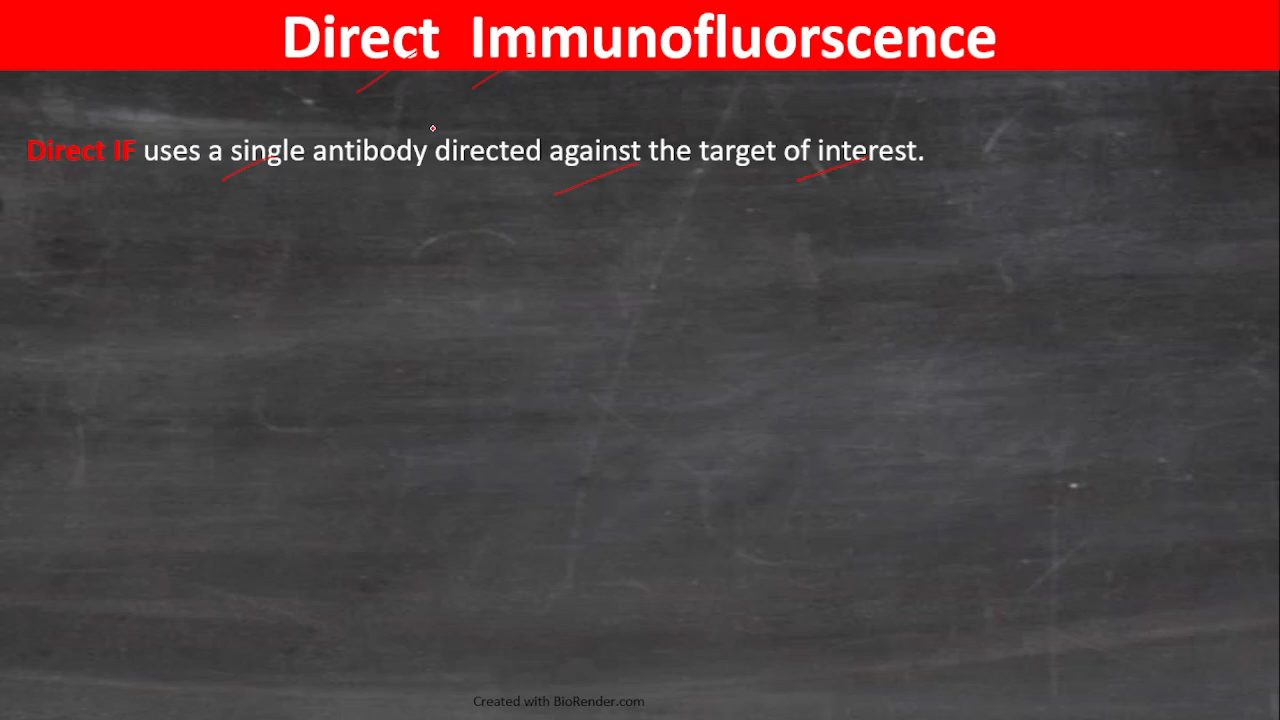 Direct Immunofluorscence
Direct IF uses a single antibody directed against the target of interest.
Created with BioRender.com